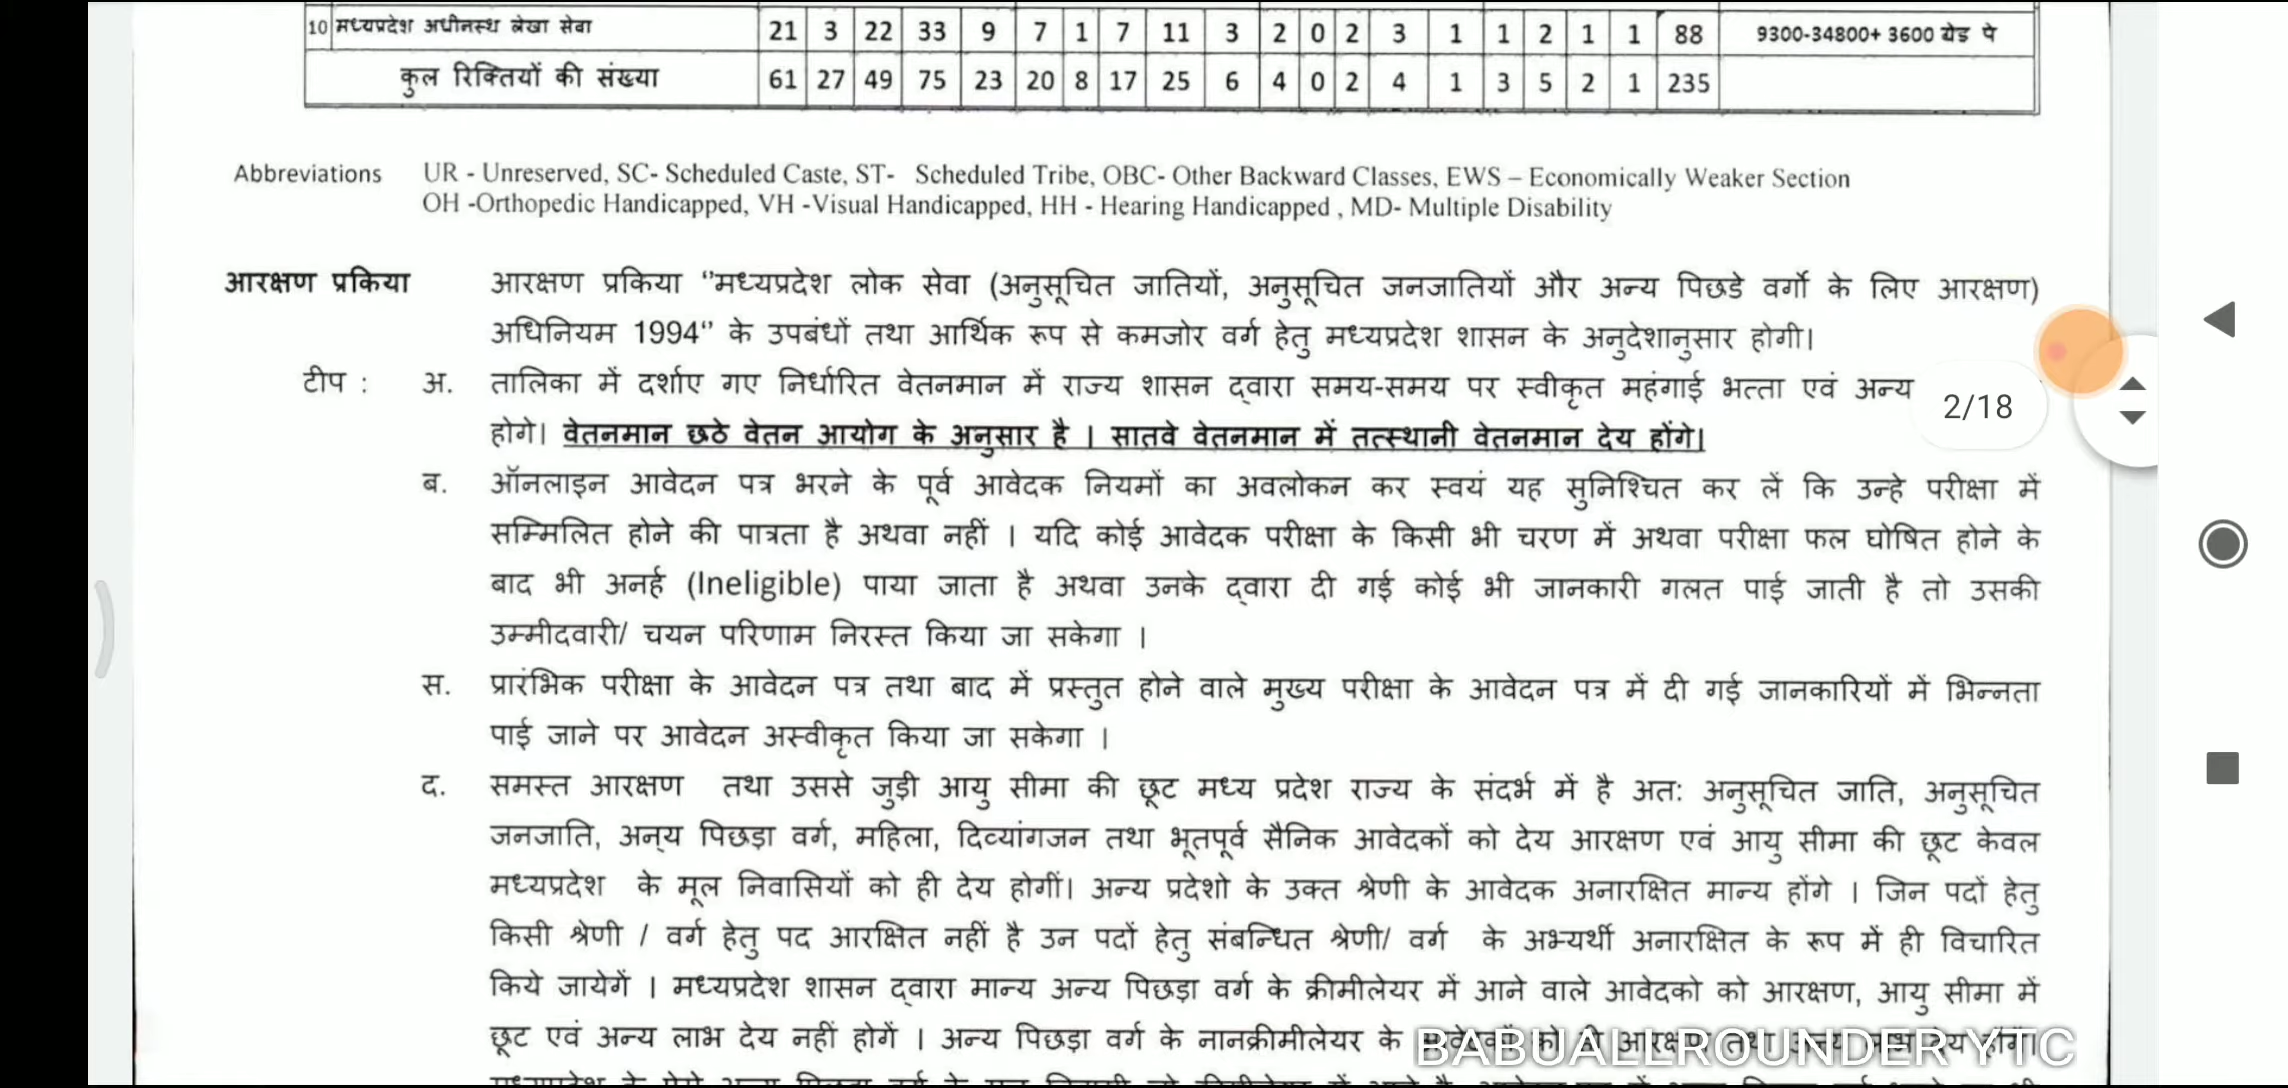 10 मध्यप्रदेश अधीनस्थ लेखा सेवा 21 3 22 33 9 7 1 7 11 3 2 0 2 3 1 1 2 1 1 88 9300-34800+ 3600 ग्रेड पे
कुल रिक्तियों की संख्या 61 27 49 75 23 20 8 17 25 6 4 0 2 4 1 3 5 2 1 235
Abbreviations UR - Unreserved, SC- Scheduled Caste, ST- Scheduled Tribe, OBC- Other Backward Classes, EWS – Economically Weaker Section
OH -Orthopedic Handicapped, VH -Visual Handicapped, HH - Hearing Handicapped , MD- Multiple Disability
आरक्षण प्रकिया आरक्षण प्रकिया "मध्यप्रदेश लोक सेवा (अनुसूचित जातियों, अनुसूचित जनजातियों और अन्य पिछडे वर्गो के लिए आरक्षण)
अधिनियम 1994" के उपबंधों तथा आर्थिक रूप से कमजोर वर्ग हेतु मध्यप्रदेश शासन के अनुदेशानुसार होगी।
टीप : अ. तालिका में दर्शाए गए निर्धारित वेतनमान में राज्य शासन द्वारा समय-समय पर स्वीकृत महंगाई भत्ता एवं अन्य
2/18
होगे। वेतनमान छठे वेतन आयोग के अनुसार है । सातवे वेतनमान में तत्स्थानी वेतनमान देय होंगे।
ब. ऑनलाइन आवेदन पत्र भरने के पूर्व आवेदक नियमों का अवलोकन कर स्वयं यह सुनिश्चित कर लें कि उन्हे परीक्षा में
सम्मिलित होने की पात्रता है अथवा नहीं । यदि कोई आवेदक परीक्षा के किसी भी चरण में अथवा परीक्षा फल घोषित होने के
बाद भी अनर्ह (Ineligible) पाया जाता है अथवा उनके द्वारा दी गई कोई भी जानकारी गलत पाई जाती है तो उसकी
उम्मीदवारी/ चयन परिणाम निरस्त किया जा सकेगा ।
स. प्रारंभिक परीक्षा के आवेदन पत्र तथा बाद में प्रस्तुत होने वाले मुख्य परीक्षा के आवेदन पत्र में दी गई जानकारियों में भिन्नता
पाई जाने पर आवेदन अस्वीकृत किया जा सकेगा ।
द. समस्त आरक्षण तथा उससे जुड़ी आयु सीमा की छूट मध्य प्रदेश राज्य के संदर्भ में है अत: अनुसूचित जाति, अनुसूचित
जनजाति, अन्‌य पिछड़ा वर्ग, महिला, दिव्यांगजन तथा भूतपूर्व सैनिक आवेदकों को देय आरक्षण एवं आयु सीमा की छूट केवल
मध्यप्रदेश के मूल निवासियों को ही देय होगीं। अन्य प्रदेशो के उक्त श्रेणी के आवेदक अनारक्षित मान्य होंगे । जिन पदों हेतु
किसी श्रेणी / वर्ग हेतु पद आरक्षित नहीं है उन पदों हेतु संबन्धित श्रेणी/ वर्ग के अभ्यर्थी अनारक्षित के रूप में ही विचारित
किये जायेगें । मध्यप्रदेश शासन द्वारा मान्य अन्य पिछड़ा वर्ग के क्रीमीलेयर में आने वाले आवेदको को आरक्षण, आयु सीमा में
छूट एवं अन्य लाभ देय नहीं होगें । अन्य पिछड़ा वर्ग के नानक्रीमीलेयर के
BABUALLROUNDER YTC